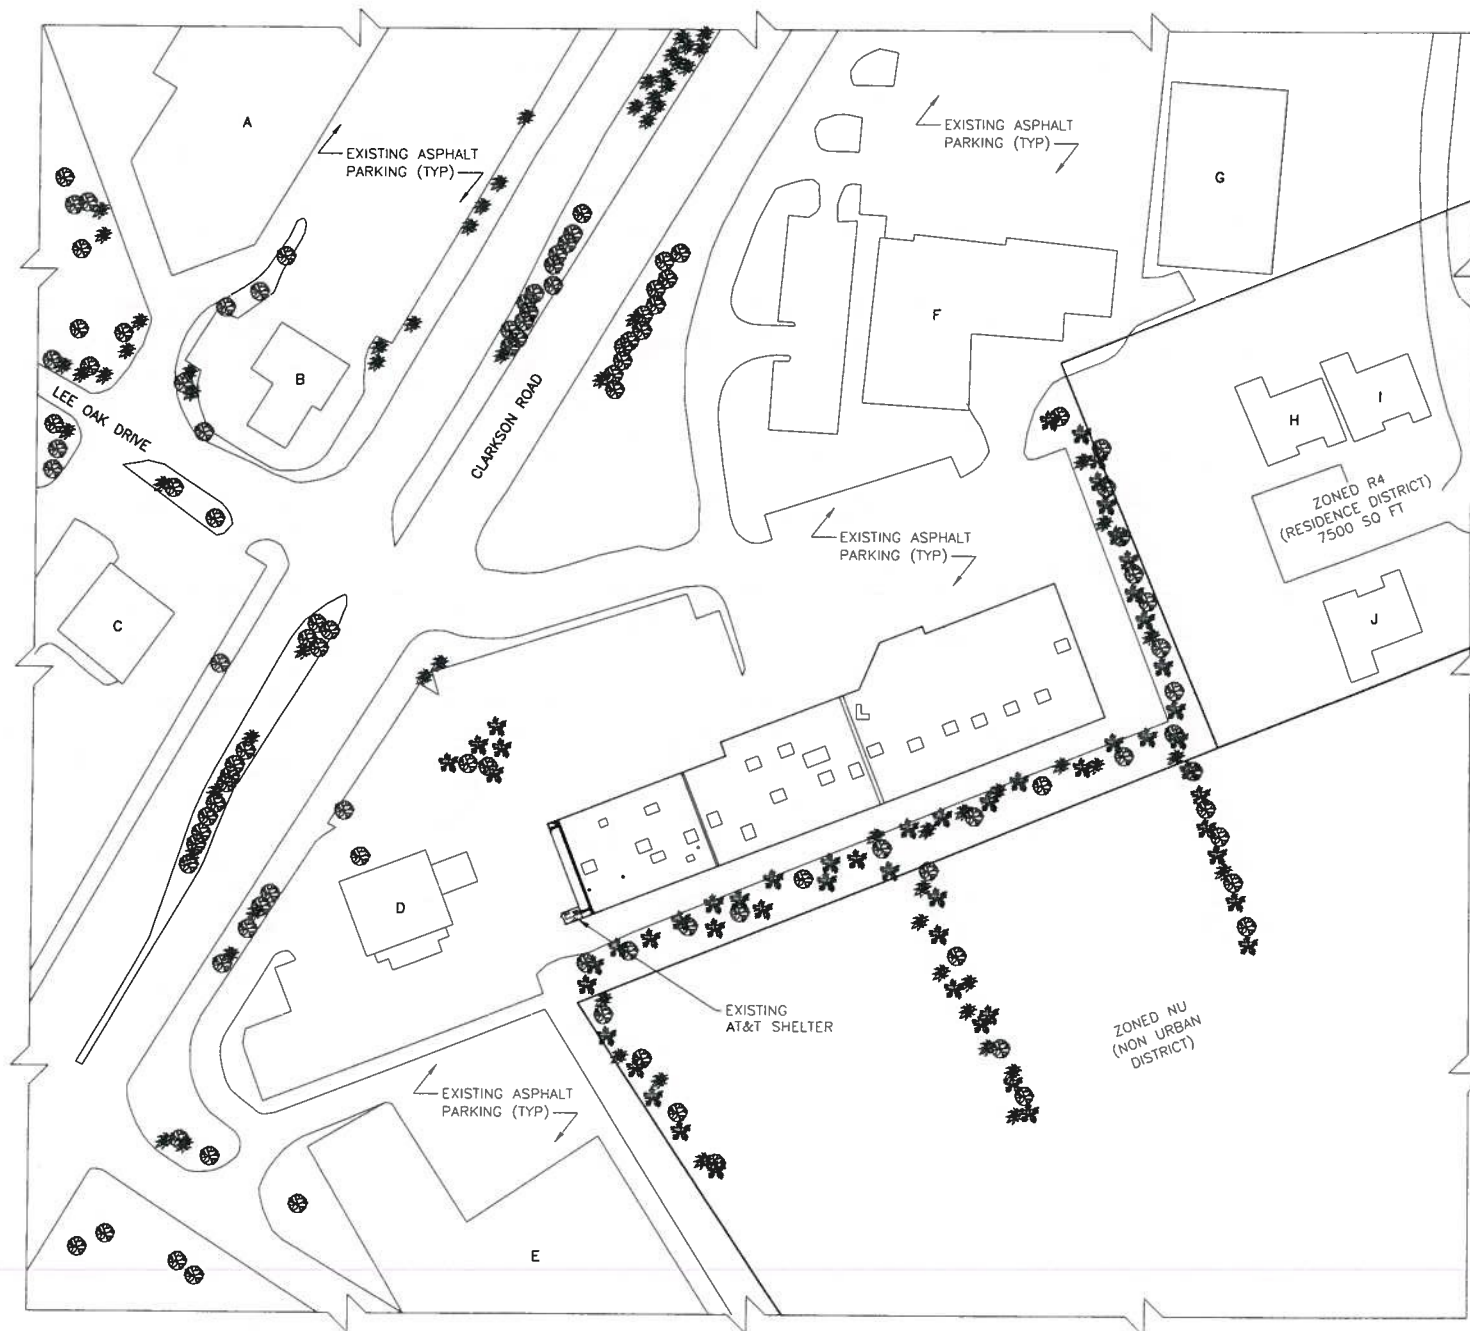 A
EXISTING ASPHALT
PARKING (TYP)
EXISTING ASPHALT
PARKING (TYP)
G
F
B
LEE OAK DRIVE
CLARKSON ROAD
H
I
ZONED R4
(RESIDENCE DISTRICT)
7500 SQ FT
EXISTING ASPHALT
PARKING (TYP)
C
J
D
EXISTING
AT&T SHELTER
ZONED NU
(NON URBAN
DISTRICT)
EXISTING ASPHALT
PARKING (TYP)
E